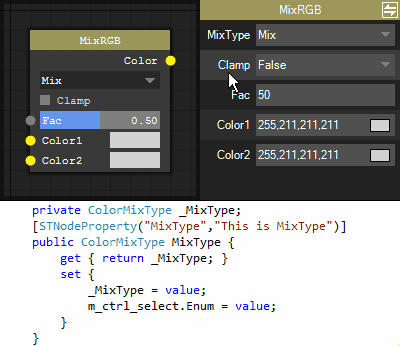 MixRGB
Color
Mix
Clamp
Fac 0.50
Color1
Color2
MixRGB
MixType Mix
Clamp False
Fac 50
Color1 255,211,211,211
Color2 255,211,211,211
private ColorMixType _MixType;
[STNodeProperty("MixType","This is MixType")]
public ColorMixType MixType {
get { return _MixType; }
set {
_MixType = value;
m_ctrl_select.Enum = value;
}
}